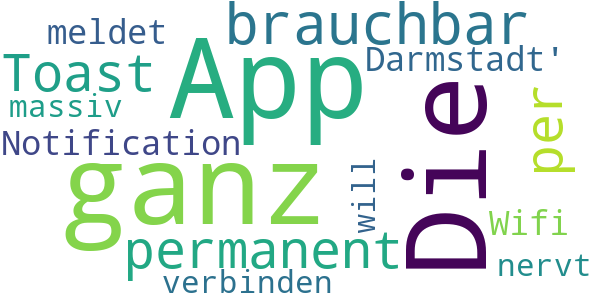 brauchbar
meldet
App
Darmstadt'
Toast
Die
per
massiv
Notification
ganz
will
Wifi
permanent
nervt
verbinden